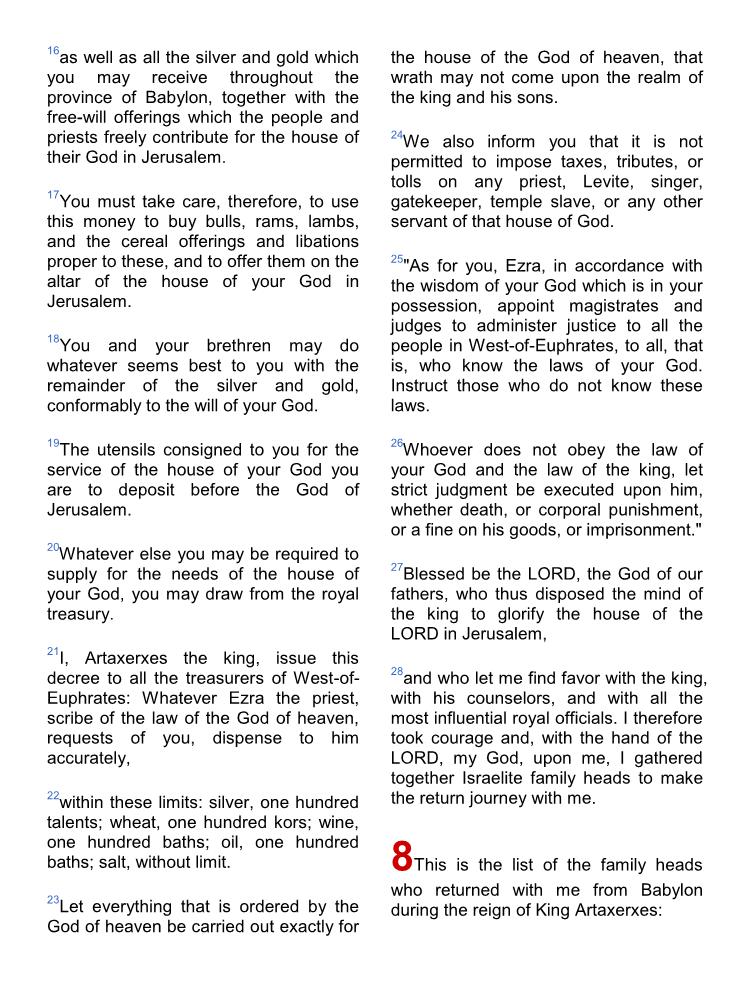 16as well as all the silver and gold which
you may receive throughout the
province of Babylon, together with the
free-will offerings which the people and
priests freely contribute for the house of
their God in Jerusalem.
17You must take care, therefore, to use
this money to buy bulls, rams, lambs,
and the cereal offerings and libations
proper to these, and to offer them on the
altar of the house of your God in
Jerusalem.
18You and your brethren may do
whatever seems best to you with the
remainder of the silver and gold,
conformably to the will of your God.
19The utensils consigned to you for the
service of the house of your God you
are to deposit before the God of
Jerusalem.
20Whatever else you may be required to
supply for the needs of the house of
your God, you may draw from the royal
treasury.
21I, Artaxerxes the king, issue this
decree to all the treasurers of West-of-
Euphrates: Whatever Ezra the priest,
scribe of the law of the God of heaven,
requests of you, dispense to him
accurately,
22within these limits: silver, one hundred
talents; wheat, one hundred kors; wine,
one hundred baths; oil, one hundred
baths; salt, without limit.
23Let everything that is ordered by the
God of heaven be carried out exactly for
the house of the God of heaven, that
wrath may not come upon the realm of
the king and his sons.
24We also inform you that it is not
permitted to impose taxes, tributes, or
tolls on any priest, Levite, singer,
gatekeeper, temple slave, or any other
servant of that house of God.
25"As for you, Ezra, in accordance with
the wisdom of your God which is in your
possession, appoint magistrates and
judges to administer justice to all the
people in West-of-Euphrates, to all, that
is, who know the laws of your God.
Instruct those who do not know these
laws.
26Whoever does not obey the law of
your God and the law of the king, let
strict judgment be executed upon him,
whether death, or corporal punishment,
or a fine on his goods, or imprisonment."
27Blessed be the LORD, the God of our
fathers, who thus disposed the mind of
the king to glorify the house of the
LORD in Jerusalem,
28and who let me find favor with the king,
with his counselors, and with all the
most influential royal officials. I therefore
took courage and, with the hand of the
LORD, my God, upon me, I gathered
together Israelite family heads to make
the return journey with me.
8This is the list of the family heads
who returned with me from Babylon
during the reign of King Artaxerxes: